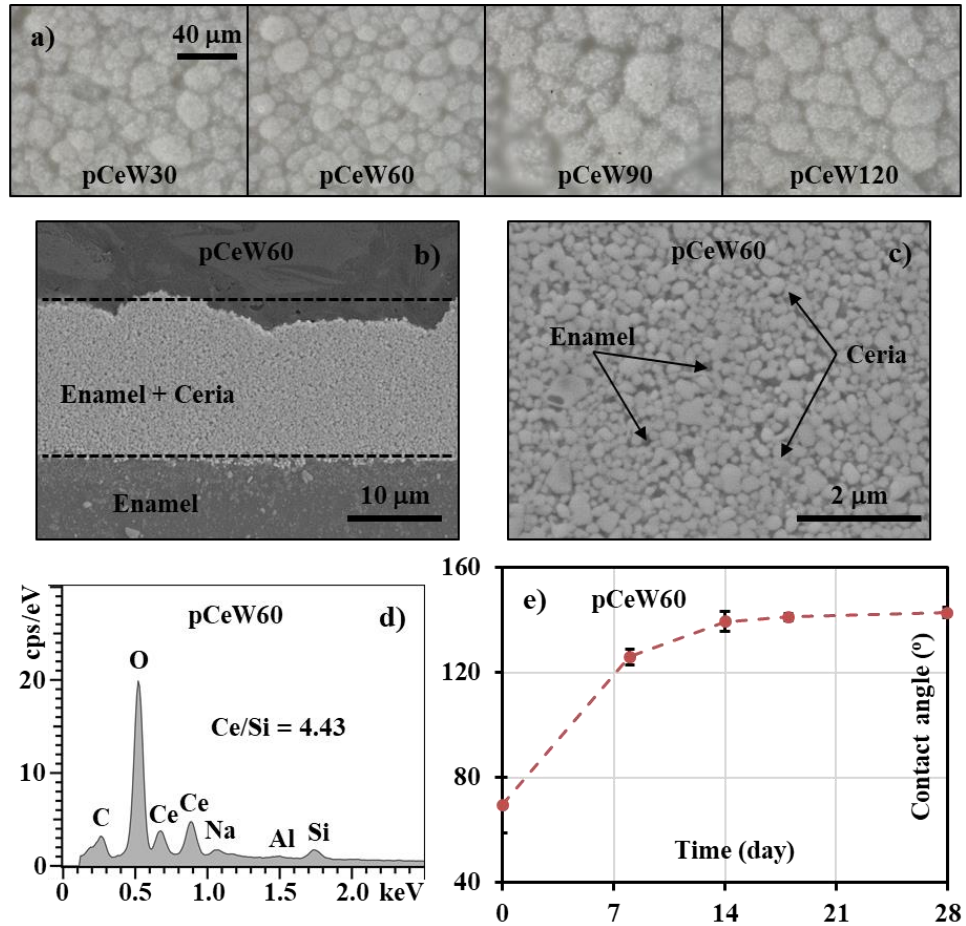 a)
40 μm
pCeW30
pCeW60
pCeW90
pCeW120
pCeW60
b)
Enamel + Ceria
Enamel
10 μm
pCeW60
c)
Enamel
Ceria
2 μm
cps/eV
pCeW60
d)
O
20
Ce/Si = 4.43
10
C
Ce
Ce
Na
Al
Si
0
0
0.5
1.0
keV
2.0
160
e)
pCeW60
120
Contact angle (º)
80
Time (day)
40
0
7
14
21
28